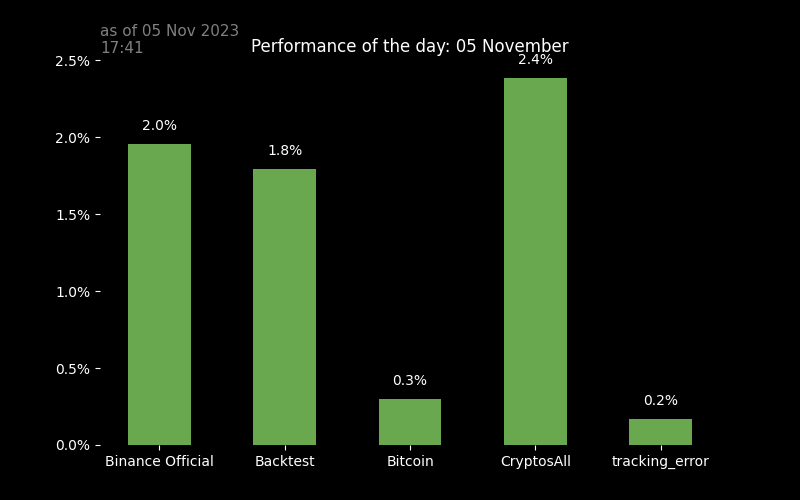 as of 05 Nov 2023
17:41
Performance of the day: 05 November
2.5%
2.0%
1.5%
1.0%
0.5%
0.0%
2.0%
1.8%
0.3%
2.4%
0.2%
Binance Official
Backtest
Bitcoin
CryptosAll
tracking_error